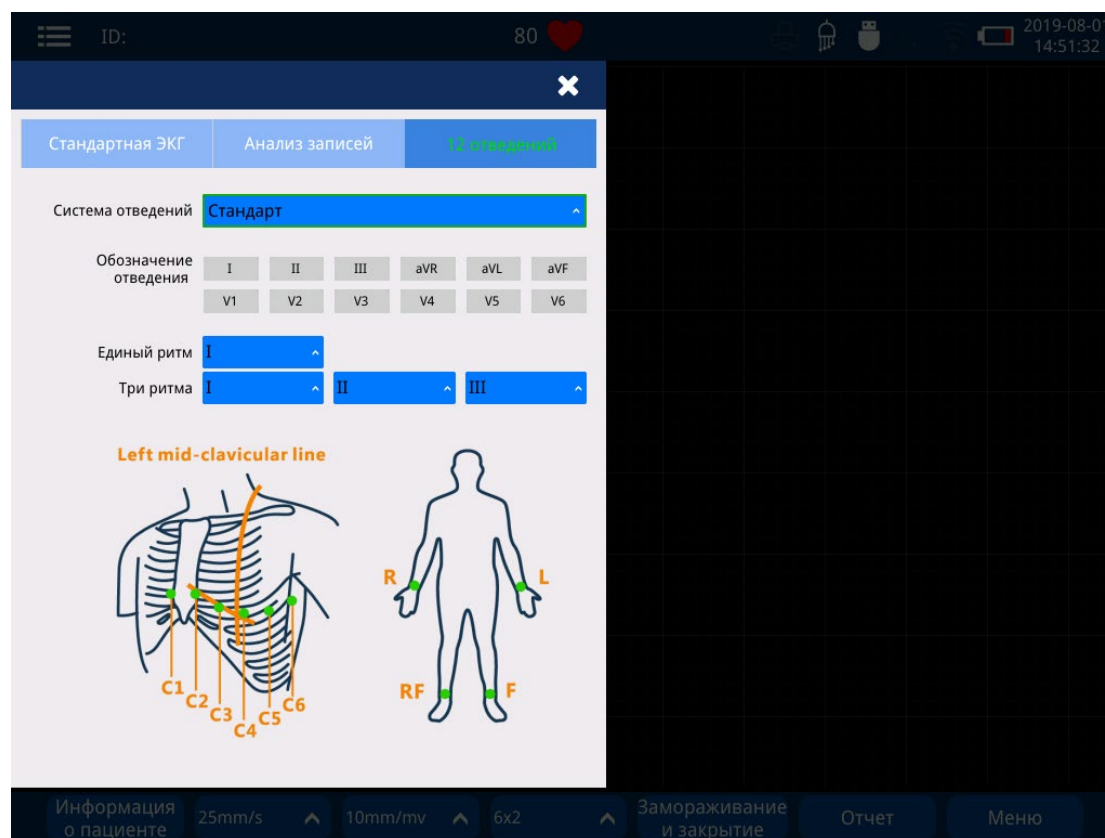 ID:
80
2019-08-01
14:51:32
Стандартная ЭКГ
Анализ записей
12 отведений
Система отведений
Стандарт
Обозначение
отведения
I II III aVR aVL aVF
V1 V2 V3 V4 V5 V6
Единый ритм
I
Три ритма
I II III
Left mid-clavicular line
R
L
C1
C2
C3
C4
C5
C6
RF
F
Информация
о пациенте
25mm/s
10mm/mv
6x2
Замораживание
и закрытие
Отчет
Меню